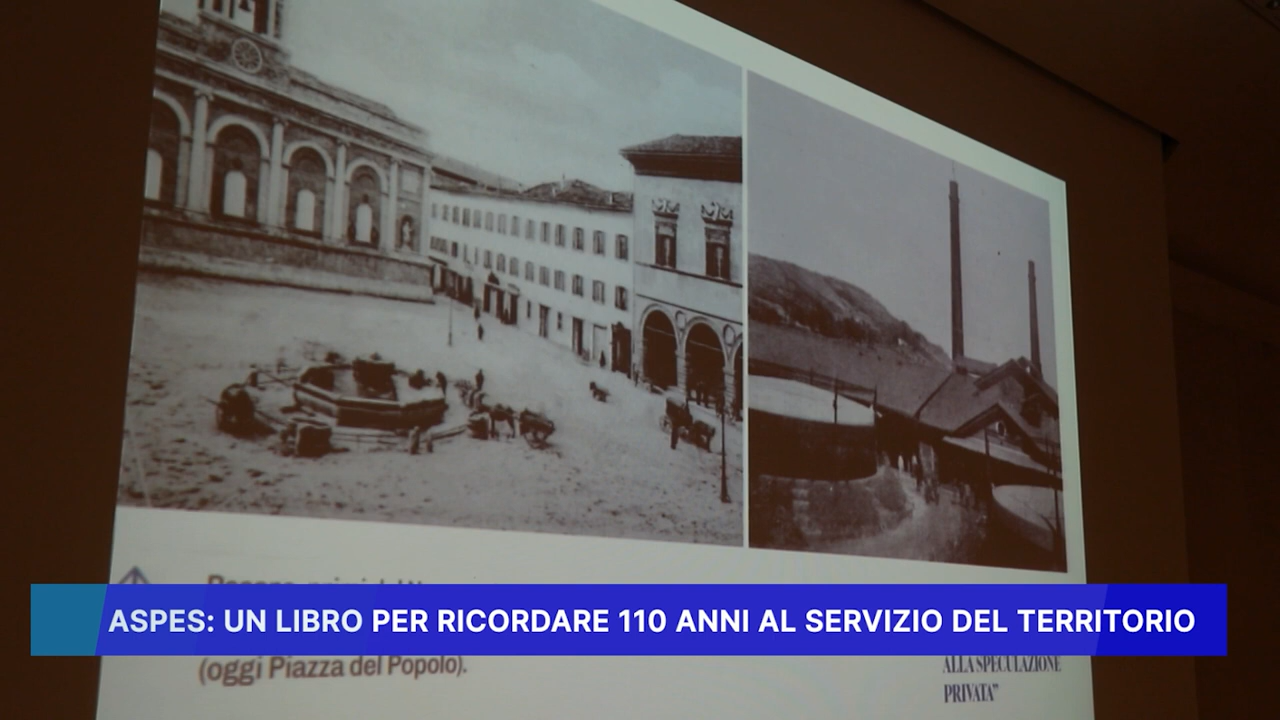 ASPES: UN LIBRO PER RICORDARE 110 ANNI AL SERVIZIO DEL TERRITORIO
(oggi Piazza del Popolo).
ALLA SPECULAZIONE
PRIVATA”